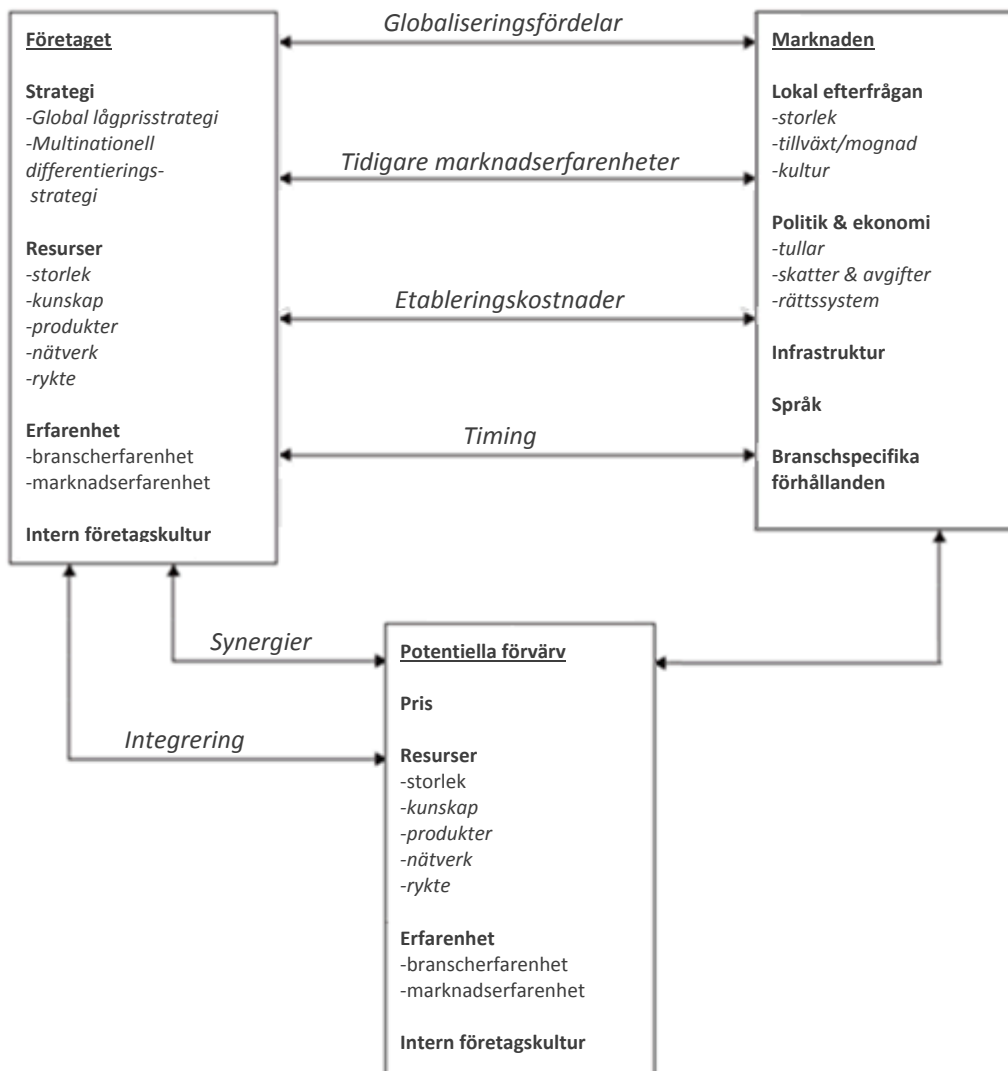 Företaget
Strategi
-Global lågprisstrategi
-Multinationell
differentierings-
strategi
Resurser
-storlek
-kunskap
-produkter
-nätverk
-rykte
Erfarenhet
-branscherfarenhet
-marknadserfarenhet
Intern företagskultur
Globaliseringsfördelar
Tidigare marknadserfarenheter
Etableringskostnader
Timing
Marknaden
Lokal efterfrågan
-storlek
-tillväxt/mognad
-kultur
Politik & ekonomi
-tullar
-skatter & avgifter
-rättssystem
Infrastruktur
Språk
Branschspecifika
förhållanden
Synergier
Integrering
Potentiella förvärv
Pris
Resurser
-storlek
-kunskap
-produkter
-nätverk
-rykte
Erfarenhet
-branscherfarenhet
-marknadserfarenhet
Intern företagskultur